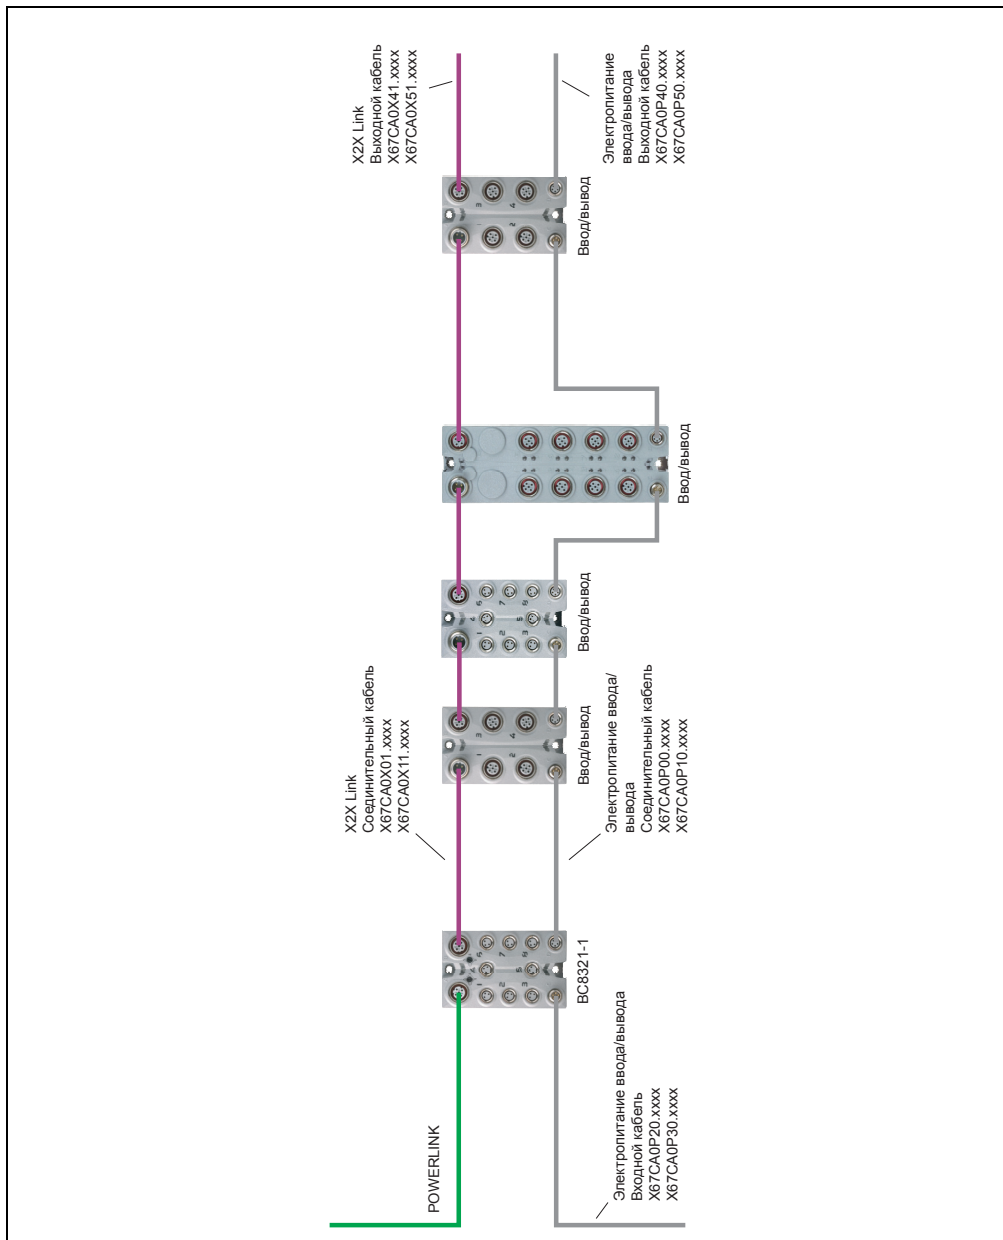 X2X Link
Соединительный кабель
X67CA0X01.xxxx
X67CA0X11.xxxx
X2X Link
Выходной кабель
X67CA0X41.xxxx
X67CA0X51.xxxx
POWERLINK
BC8321-1
Ввод/вывод
Ввод/вывод
Ввод/вывод
Ввод/вывод
Электропитание ввода/вывода
Входной кабель
X67CA0P20.xxxx
X67CA0P30.xxxx
Электропитание ввода/
вывода
Соединительный кабель
X67CA0P00.xxxx
X67CA0P10.xxxx
Электропитание
ввода/вывода
Выходной кабель
X67CA0P40.xxxx
X67CA0P50.xxxx